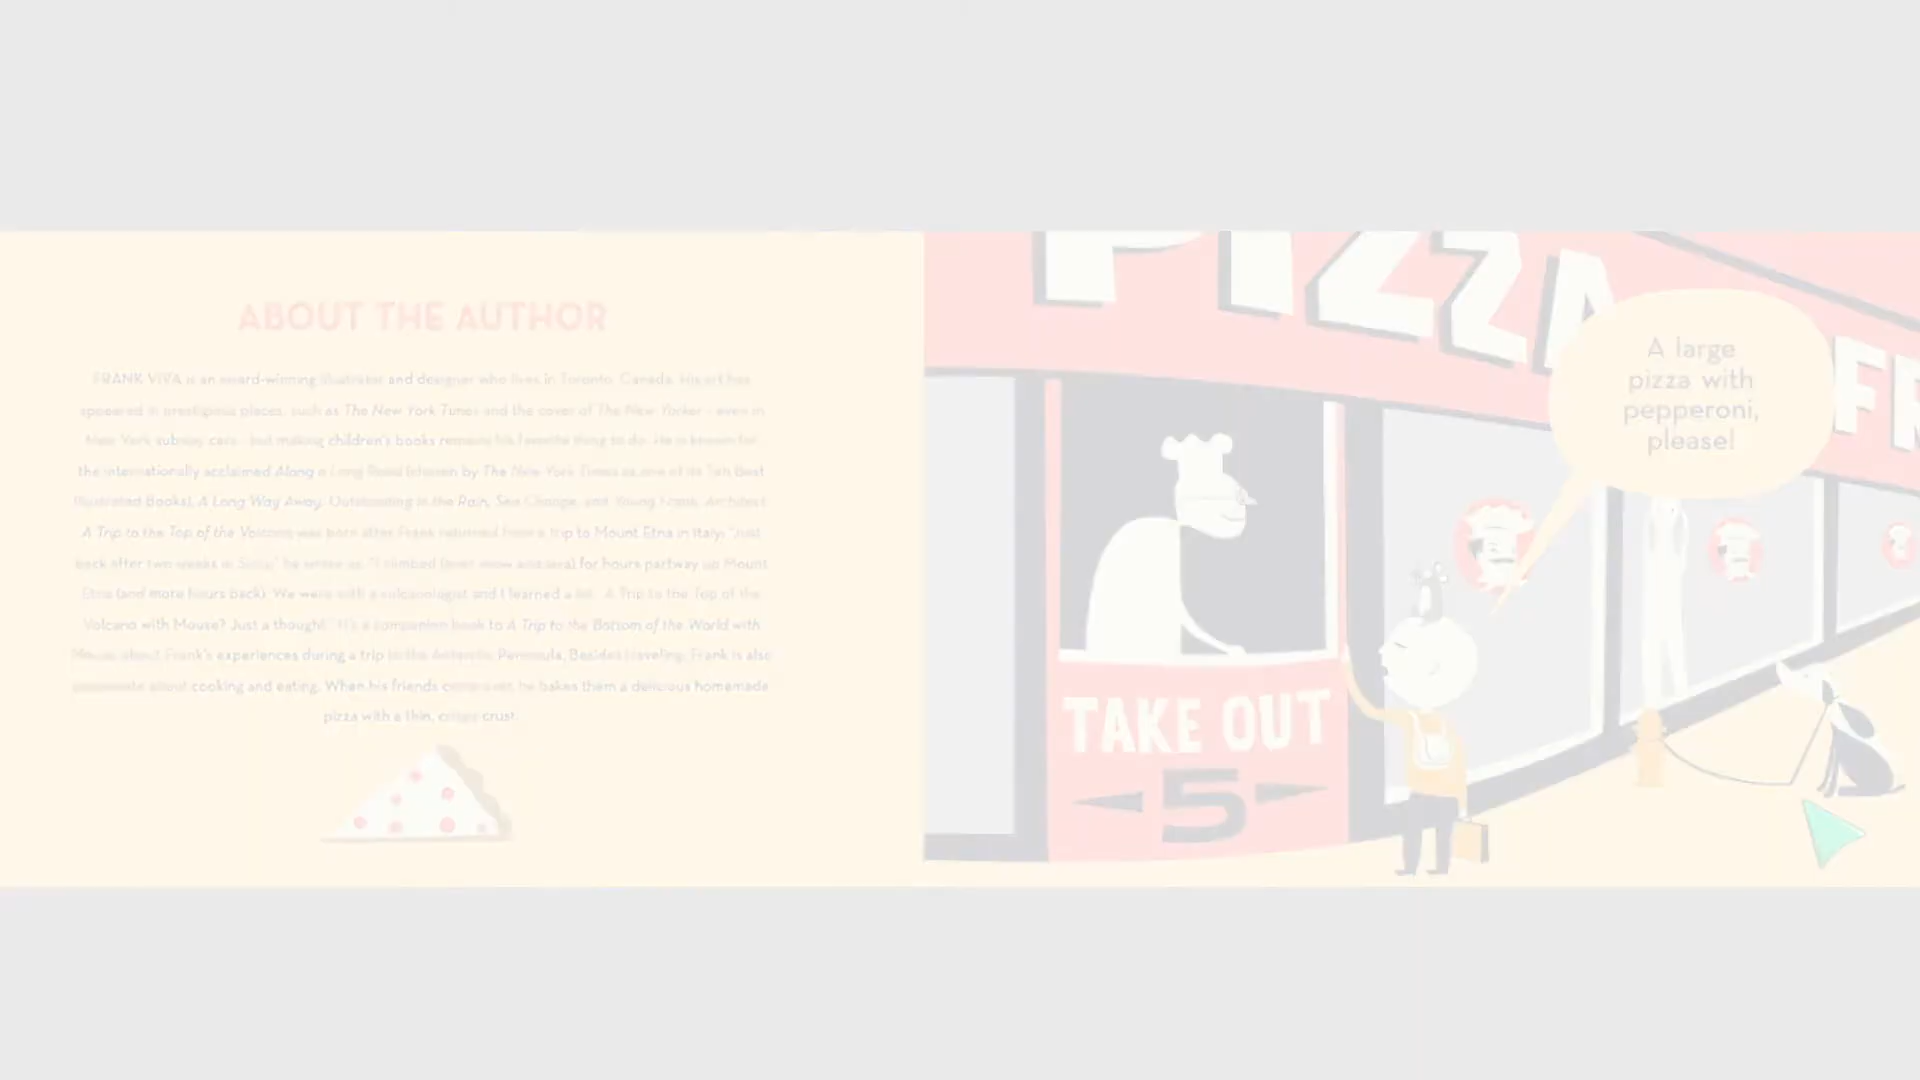 ABOUT THE AUTHOR
FRANK VIVA is an award-winning illustrator and designer who lives in Toronto, Canada. His art has
appeared in prestigious places, such as The New York Times and the cover of The New Yorker - even in
New York subway cars - but making children's books remains his favorite thing to do. He is known for
the internationally acclaimed Along a Long Road (chosen by The New York Times as one of its Ten Best
Illustrated Books), A Long Way Away, Outstanding in the Rain, Sea Change, and Young Frank, Architect
A Trip to the Top of the Volcano was born after Frank returned from a trip to Mount Etna in Italy: "Just
back after two weeks in Sicily" he wrote us. "I climbed (over snow and lava) for hours partway up Mount
Etna (and more hours back). We were with a volcanologist and I learned a lot. A Trip to the Top of the
Volcano with Mouse? Just a thought." It's a companion book to A Trip to the Bottom of the World with
Mouse about Frank's experiences during a trip to the Antarctic Peninsula. Besides traveling, Frank is also
passionate about cooking and eating. When his friends come over, he bakes them a delicious homemade
pizza with a thin, crispy crust
PIZZA
FR
A large
pizza with
pepperoni,
please!
TAKE OUT
5